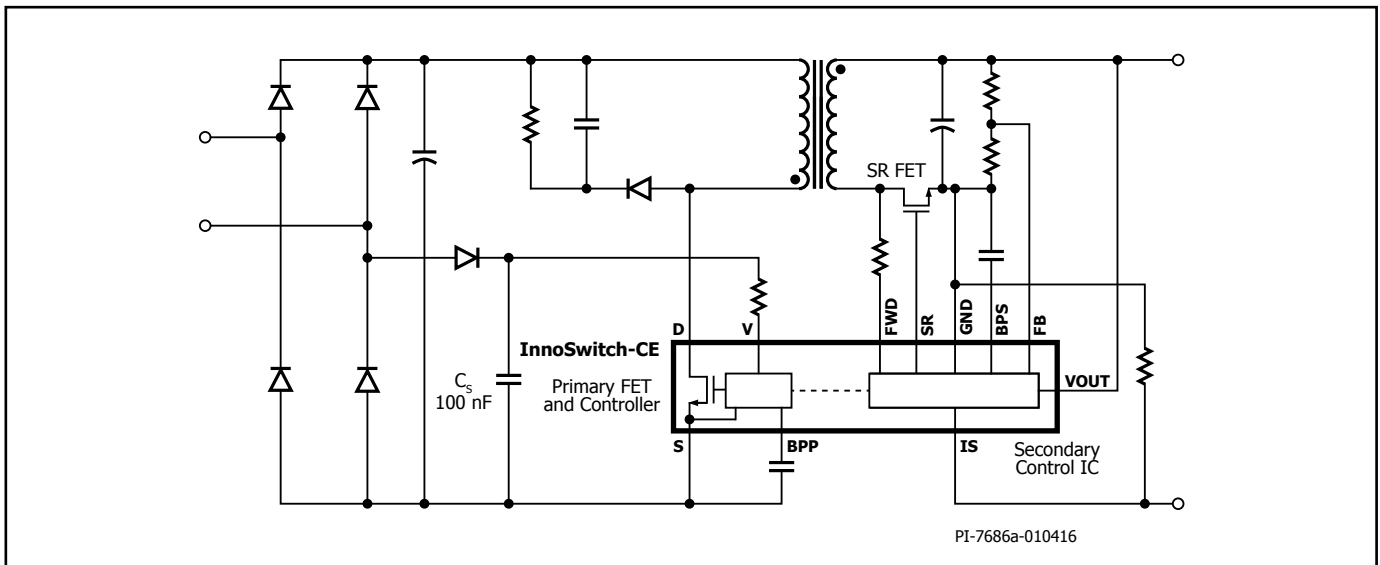 SR FET
FWD
SR
GND
BPS
FB
D
V
InnoSwitch-CE
Primary FET
and Controller
VOUT
C_S
100 nF
S
BPP
IS
Secondary
Control IC
PI-7686a-010416